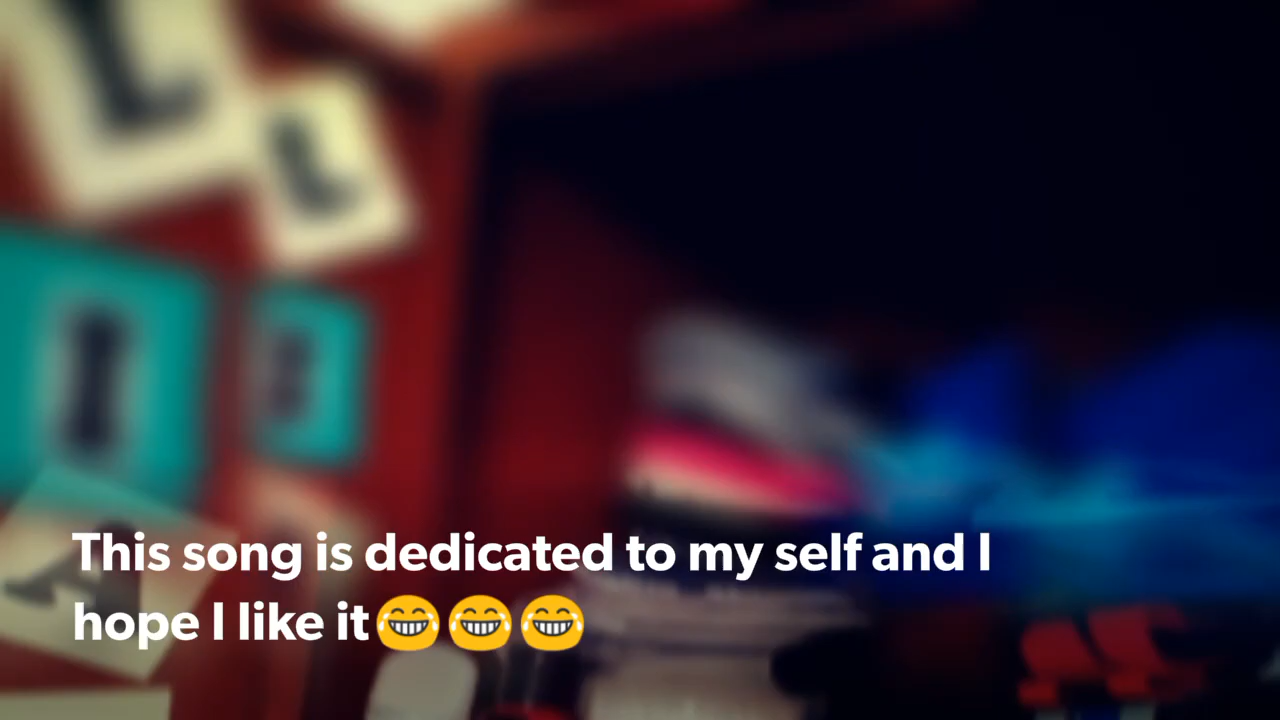 This song is dedicated to my self and I
hope I like it😂😂😂